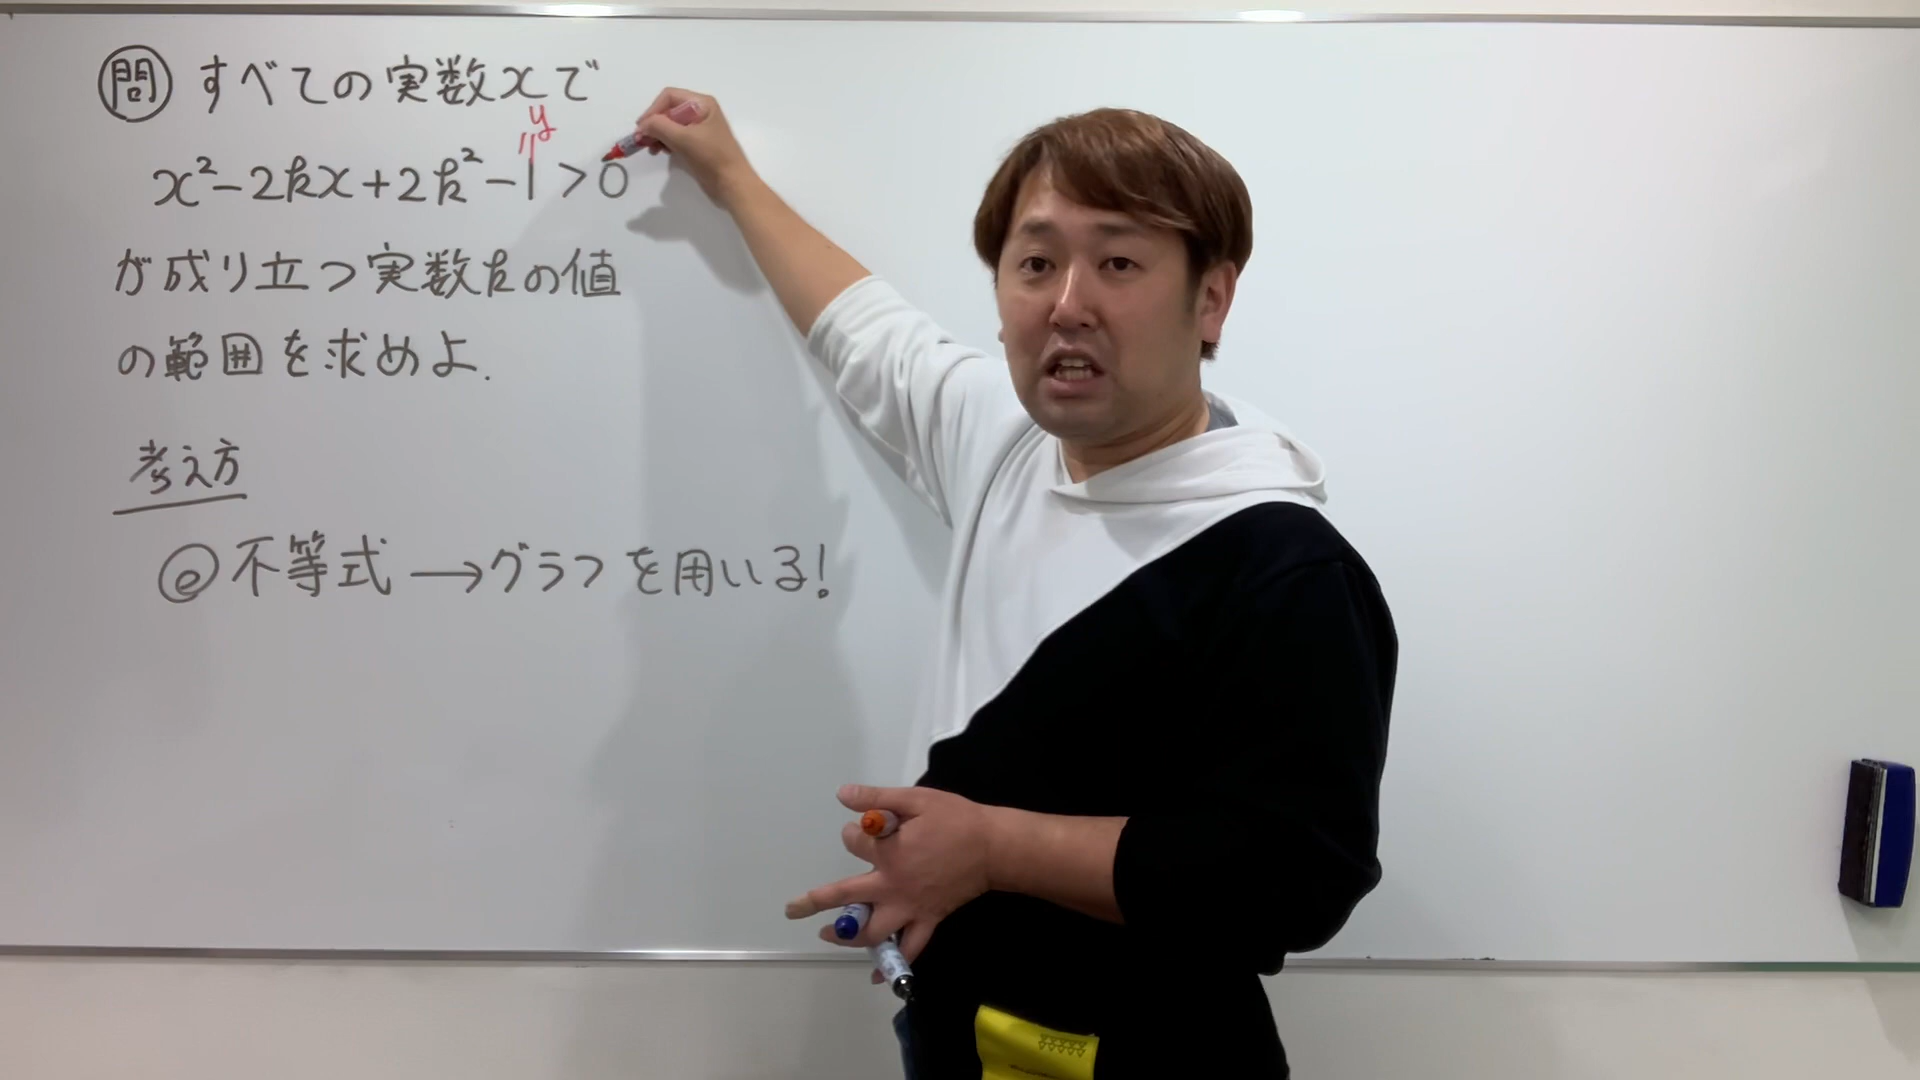 問 すべての実数xで
y
=
x²-2kx+2k²-1>0
が成り立つ実数kの値
の範囲を求めよ.
考え方
@不等式→グラフを用いる!